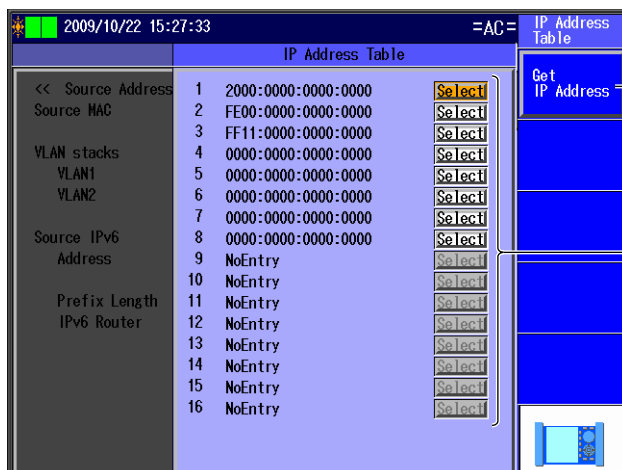 2009/10/22 15:27:33 =AC=
IP Address Table
IP Address Table
<< Source Address
Source MAC
VLAN stacks
VLAN1
VLAN2
Source IPv6
Address
Prefix Length
IPv6 Router
1 2000:0000:0000:0000 Select
2 FE00:0000:0000:0000 Select
3 FF11:0000:0000:0000 Select
4 0000:0000:0000:0000 Select
5 0000:0000:0000:0000 Select
6 0000:0000:0000:0000 Select
7 0000:0000:0000:0000 Select
8 0000:0000:0000:0000 Select
9 NoEntry Select
10 NoEntry Select
11 NoEntry Select
12 NoEntry Select
13 NoEntry Select
14 NoEntry Select
15 NoEntry Select
16 NoEntry Select
Get
IP Address